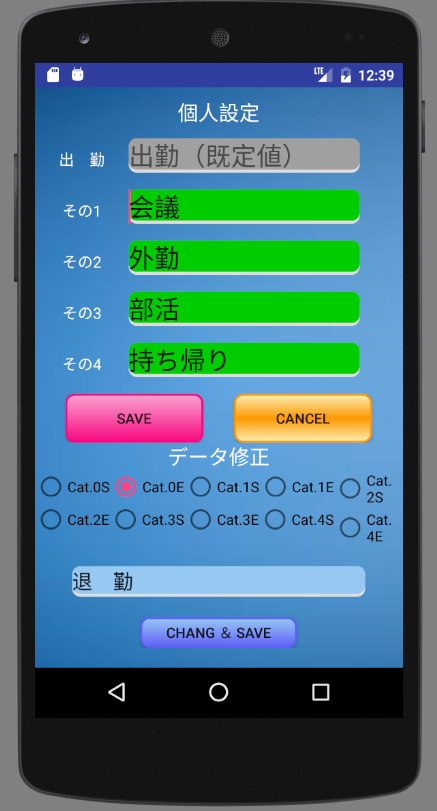 LTE 12:39
個人設定
出　勤 出勤（既定値）
その1 会議
その2 外勤
その3 部活
その4 持ち帰り
SAVE CANCEL
データ修正
Cat.0S Cat.0E Cat.1S Cat.1E Cat.
2S
Cat.2E Cat.3S Cat.3E Cat.4S Cat.
4E
退　勤
CHANG ＆ SAVE